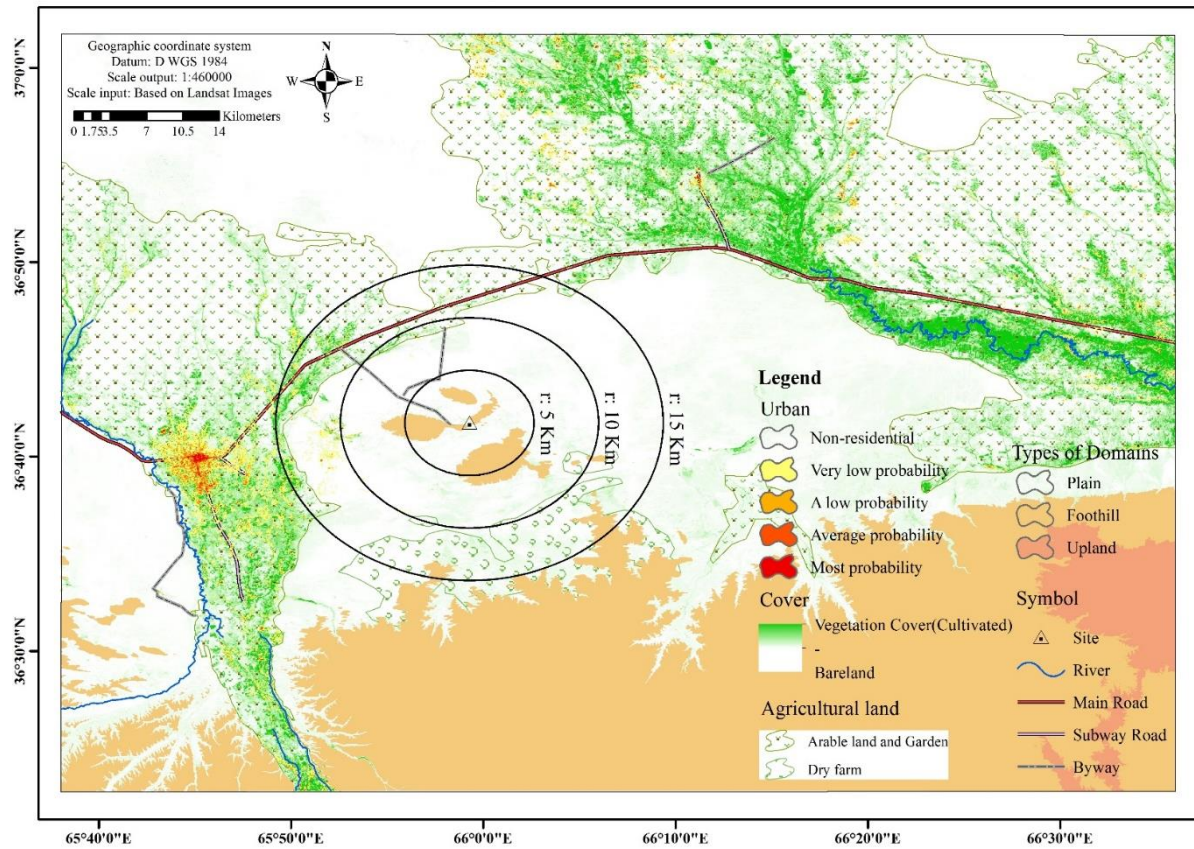 Geographic coordinate system
Datum: D WGS 1984
Scale output: 1:460000
Scale input: Based on Landsat Images
Kilometers
0 1.75 3.5 7 10.5 14
N
W E
S
37°0'0"N
36°50'0"N
36°40'0"N
36°30'0"N
r: 5 Km
r: 10 Km
r: 15 Km
Legend
Urban
Non-residential
Very low probability
A low probability
Average probability
Most probability
Cover
Vegetation Cover(Cultivated)
-
Bareland
Agricultural land
Arable land and Garden
Dry farm
Types of Domains
Plain
Foothill
Upland
Symbol
Site
River
Main Road
Subway Road
Byway
65°40'0"E 65°50'0"E 66°0'0"E 66°10'0"E 66°20'0"E 66°30'0"E